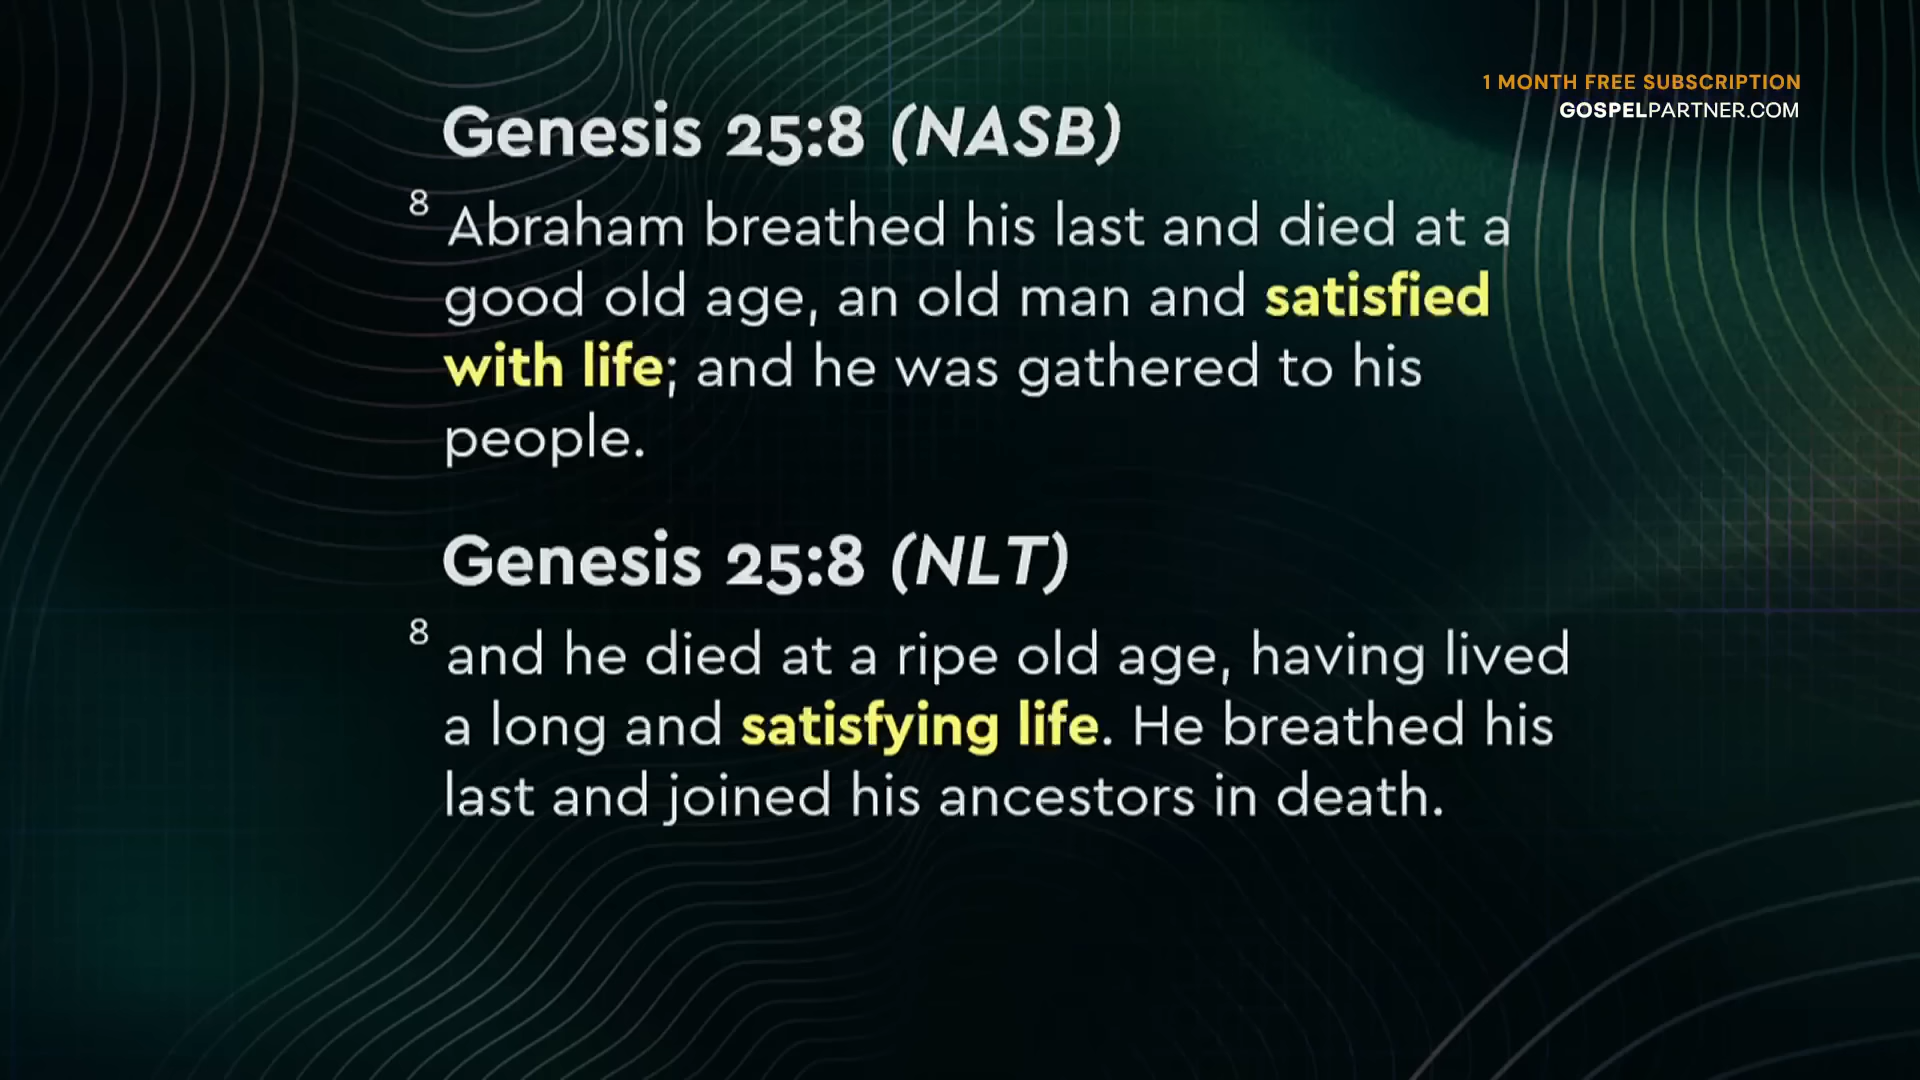 1 MONTH FREE SUBSCRIPTION
GOSPELPARTNER.COM
Genesis 25:8 (NASB)
8 Abraham breathed his last and died at a
good old age, an old man and satisfied
with life; and he was gathered to his
people.
Genesis 25:8 (NLT)
8 and he died at a ripe old age, having lived
a long and satisfying life. He breathed his
last and joined his ancestors in death.